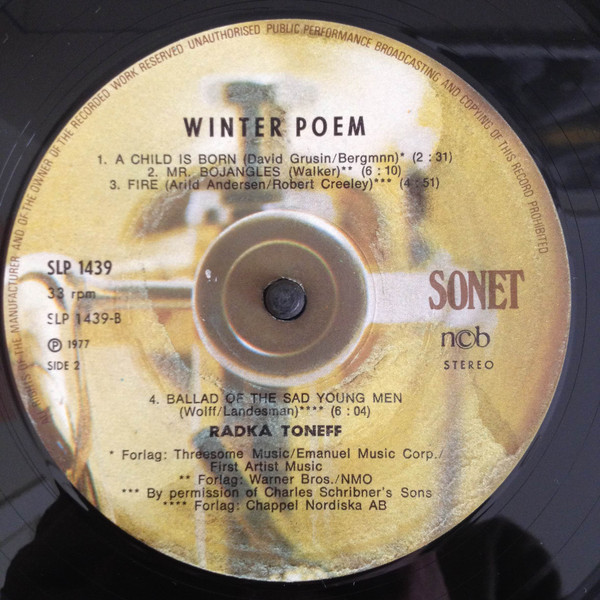 ALL RIGHTS OF THE MANUFACTURER AND OF THE OWNER OF THE RECORDED WORK RESERVED UNAUTHORISED PUBLIC PERFORMANCE BROADCASTING AND COPYING OF THIS RECORD PROHIBITED
WINTER POEM
1. A CHILD IS BORN (David Grusin/Bergmnn)* (2 : 31)
2. MR. BOJANGLES (Walker)** (6 : 10)
3. FIRE (Arild Andersen/Robert Creeley)*** (4 : 51)
SLP 1439
33 rpm
SLP 1439-B
℗ 1977
SIDE 2
SONET
ncb
STEREO
4. BALLAD OF THE SAD YOUNG MEN
(Wolff/Landesman)**** (6 : 04)
RADKA TONEFF
* Forlag: Threesome Music/Emanuel Music Corp./
First Artist Music
** Forlag: Warner Bros./NMO
*** By permission of Charles Scribner's Sons
**** Forlag: Chappel Nordiska AB